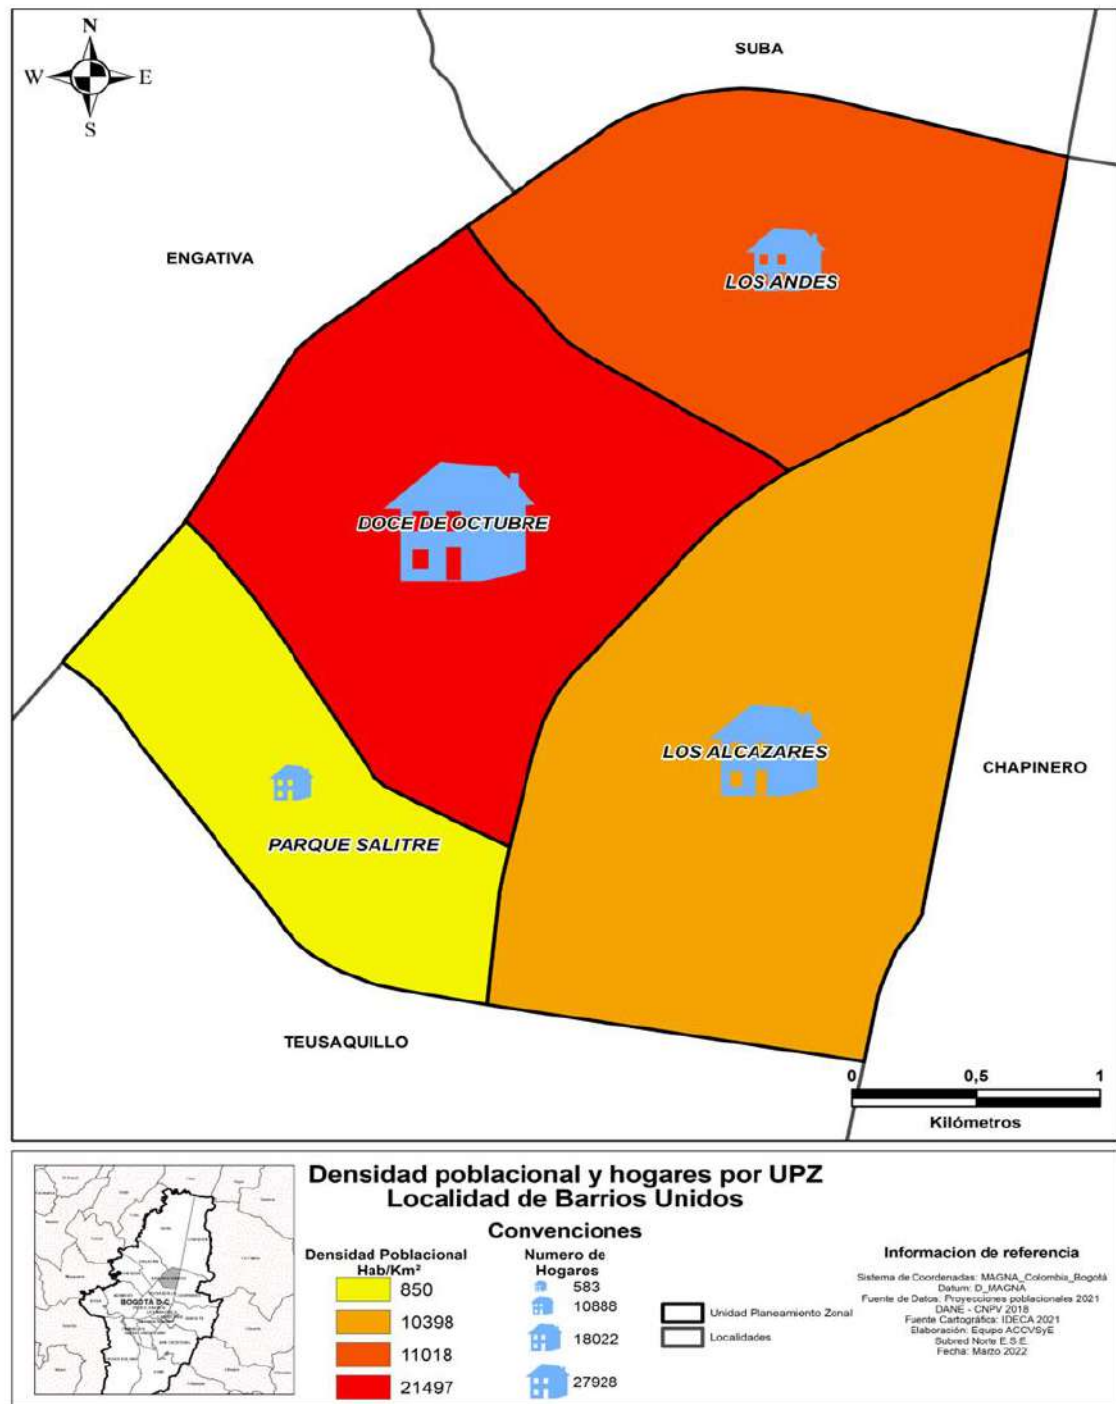 N
W E
S
SUBA
ENGATIVA
LOS ANDES
DOCE DE OCTUBRE
LOS ALCAZARES
CHAPINERO
PARQUE SALITRE
TEUSAQUILLO
0 0,5 1
Kilómetros
Densidad poblacional y hogares por UPZ
Localidad de Barrios Unidos
Convenciones
Densidad Poblacional
Hab/Km²
850
10398
11018
21497
Numero de
Hogares
583
10888
18022
27928
Unidad Planeamiento Zonal
Localidades
Informacion de referencia
Sistema de Coordenadas: MAGNA_Colombia_Bogotá
Datum: D_MAGNA
Fuente de Datos: Proyecciones poblacionales 2021
DANE - CNPV 2018
Fuente Cartográfica: IDECA 2021
Elaboración: Equipo ACCVSyE
Subred Norte E.S.E.
Fecha: Marzo 2022
BOGOTA D.C.